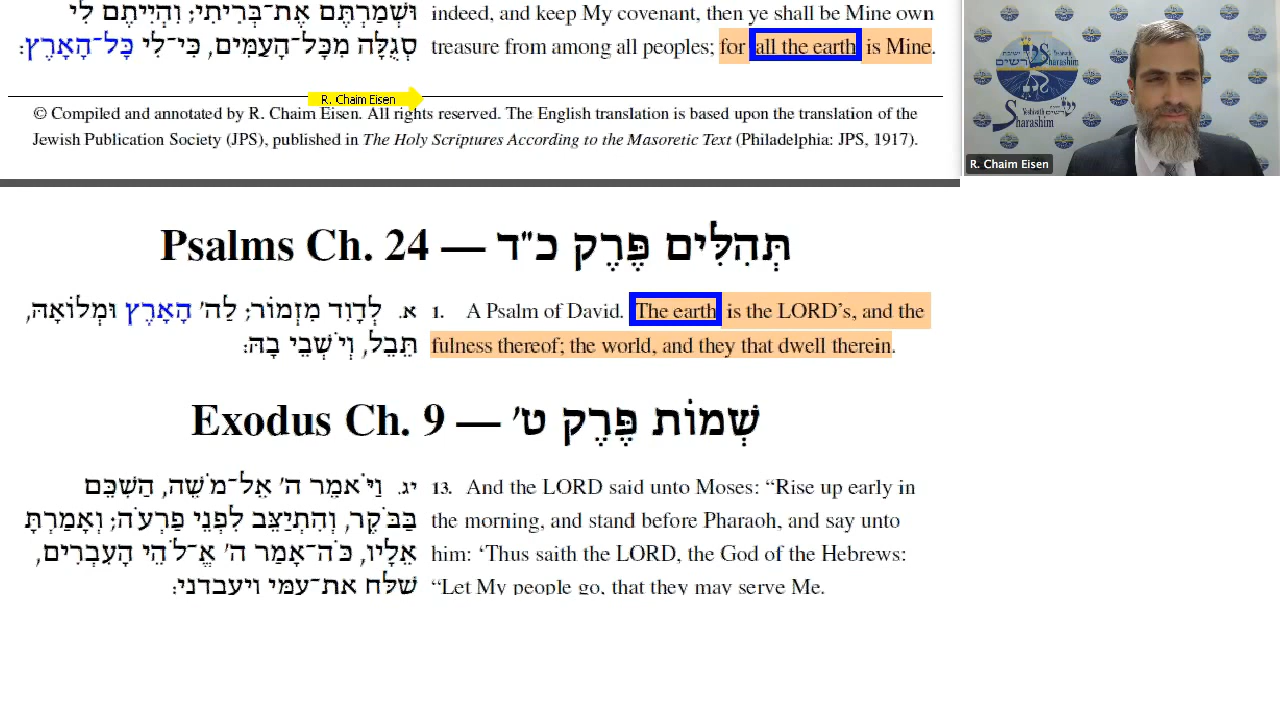 וּשְׁמַרְתֶּם אֶת־בְּרִיתִי; וִהְיִיתֶם לִי
סְגֻלָּה מִכָּל־הָעַמִּים, כִּי־לִי כָּל־הָאָרֶץ:
indeed, and keep My covenant, then ye shall be Mine own
treasure from among all peoples; for all the earth is Mine.
R. Chaim Eisen
© Compiled and annotated by R. Chaim Eisen. All rights reserved. The English translation is based upon the translation of the
Jewish Publication Society (JPS), published in The Holy Scriptures According to the Masoretic Text (Philadelphia: JPS, 1917).
Psalms Ch. 24 — תְּהִלִּים פֶּרֶק כ"ד
א. לְדָוִד מִזְמוֹר; לַה' הָאָרֶץ וּמְלוֹאָהּ,
תֵּבֵל, וְיֹשְׁבֵי בָהּ:
1. A Psalm of David. The earth is the LORD’s, and the
fulness thereof; the world, and they that dwell therein.
Exodus Ch. 9 — שְׁמוֹת פֶּרֶק ט'
יג. וַיֹּאמֶר ה' אֶל־מֹשֶׁה, הַשְׁכֵּם
בַּבֹּקֶר, וְהִתְיַצֵּב לִפְנֵי פַרְעֹה; וְאָמַרְתָּ
אֵלָיו, כֹּה־אָמַר ה' אֱ־לֹהֵי הָעִבְרִים,
שלח את־עמי ויעבדני:
13. And the LORD said unto Moses: “Rise up early in
the morning, and stand before Pharaoh, and say unto
him: ‘Thus saith the LORD, the God of the Hebrews:
“Let My people go, that they may serve Me.
Yeshivath Sharashim
R. Chaim Eisen